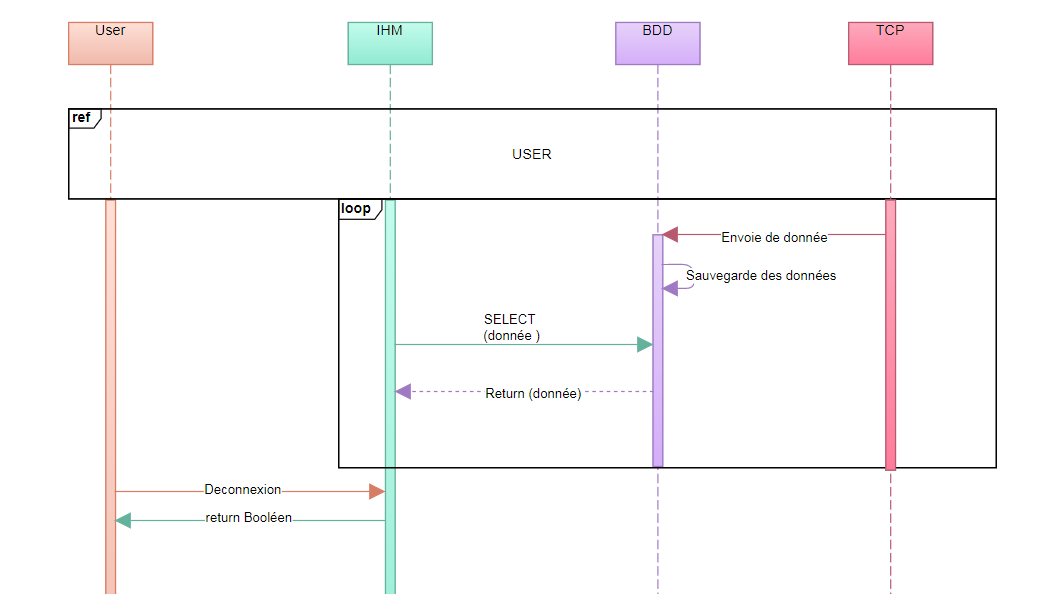 User
IHM
BDD
TCP
ref
USER
loop
Envoie de donnée
Sauvegarde des données
SELECT
(donnée )
Return (donnée)
Deconnexion
return Booléen